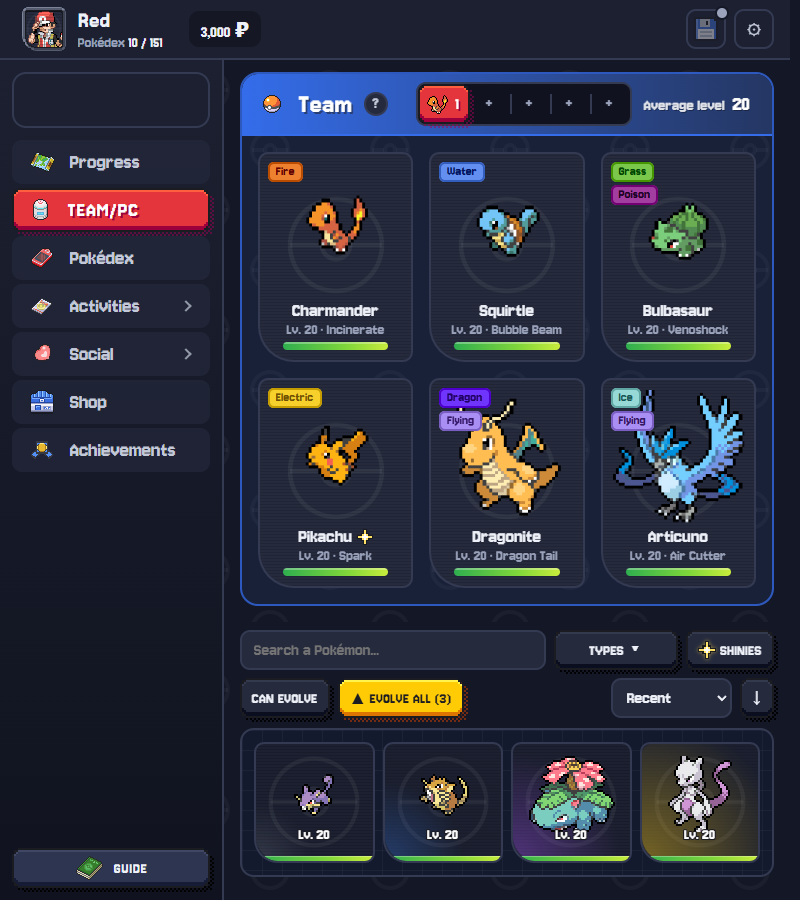 Red
Pokédex 10 / 151
3,000 ₽
Progress
TEAM/PC
Pokédex
Activities
Social
Shop
Achievements
GUIDE
Team ?
1 + + + +
Average level 20
Fire
Charmander
Lv. 20 · Incinerate
Water
Squirtle
Lv. 20 · Bubble Beam
Grass
Poison
Bulbasaur
Lv. 20 · Venoshock
Electric
Pikachu
Lv. 20 · Spark
Dragon
Flying
Dragonite
Lv. 20 · Dragon Tail
Ice
Flying
Articuno
Lv. 20 · Air Cutter
Search a Pokémon...
TYPES ▼
SHINIES
CAN EVOLVE
▲ EVOLVE ALL (3)
Recent
↓
Lv. 20
Lv. 20
Lv. 20
Lv. 20